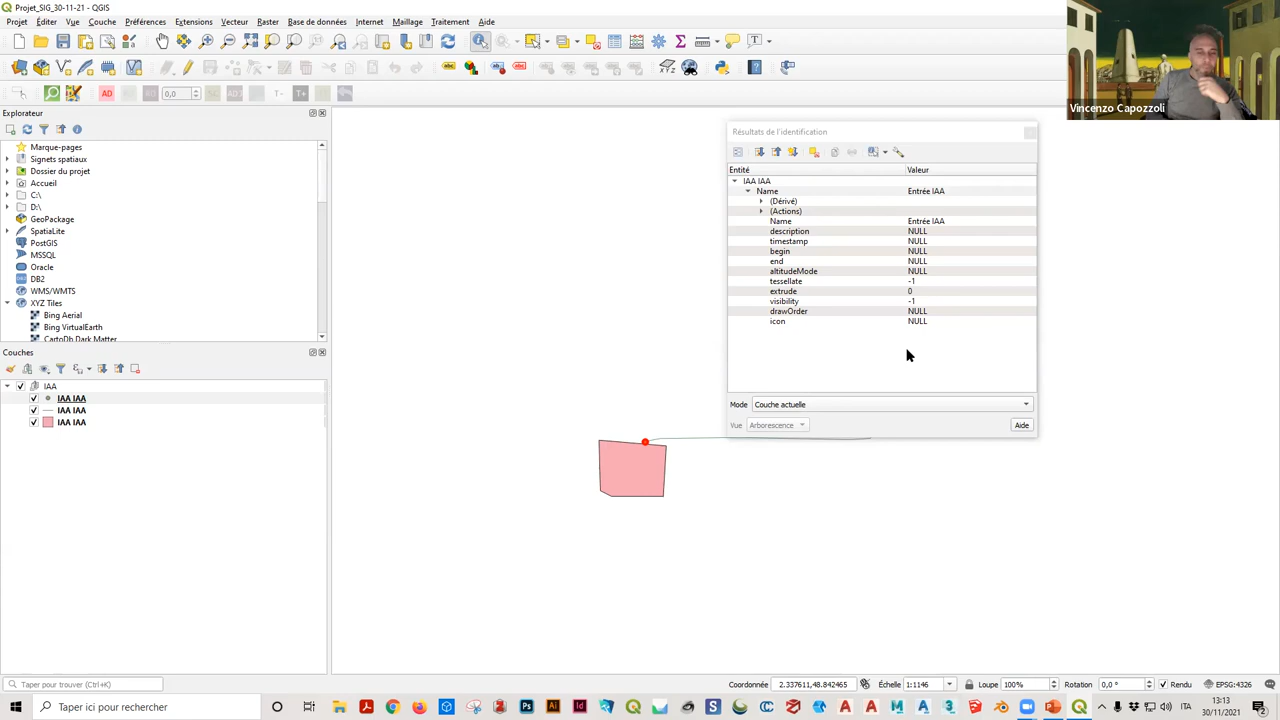 Projet_SIG_30-11-21 - QGIS
Projet Éditer Vue Couche Préférences Extensions Vecteur Raster Base de données Internet Maillage Traitement Aide
Vincenzo Capozzoli
0,0
Explorateur
Marque-pages
Signets spatiaux
Dossier du projet
Accueil
C:\
D:\
GeoPackage
SpatiaLite
PostGIS
MSSQL
Oracle
DB2
WMS/WMTS
XYZ Tiles
Bing Aerial
Bing VirtualEarth
CartoDb Dark Matter
Couches
IAA
IAA IAA
IAA IAA
IAA IAA
Résultats de l'identification
Entité Valeur
IAA IAA
Name Entrée IAA
(Dérivé)
(Actions)
Name Entrée IAA
description NULL
timestamp NULL
begin NULL
end NULL
altitudeMode NULL
tessellate -1
extrude 0
visibility -1
drawOrder NULL
icon NULL
Mode Couche actuelle
Vue Arborescence Aide
Taper pour trouver (Ctrl+K) Coordonnée 2.337611,48.842465 Échelle 1:1146 Loupe 100% Rotation 0,0 ° Rendu EPSG:4326
Taper ici pour rechercher ITA 13:13
30/11/2021